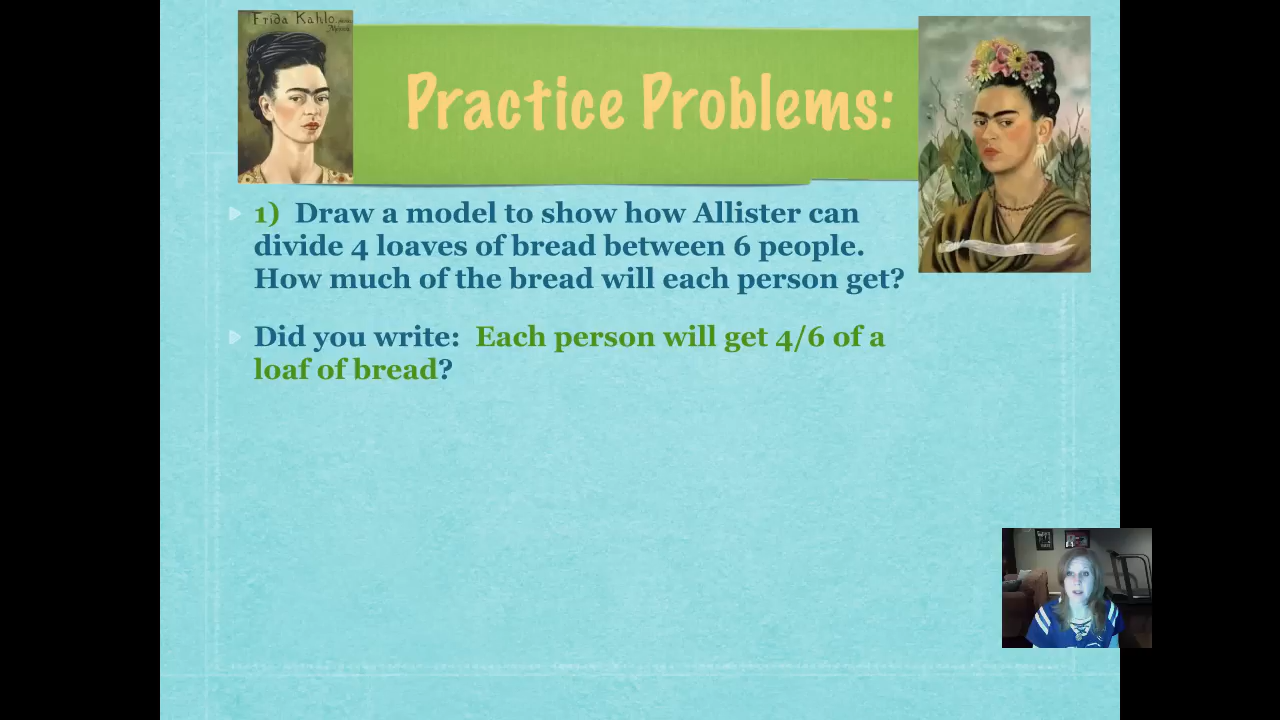 Frida Kahlo
Practice Problems:
1) Draw a model to show how Allister can
divide 4 loaves of bread between 6 people.
How much of the bread will each person get?
Did you write: Each person will get 4/6 of a
loaf of bread?